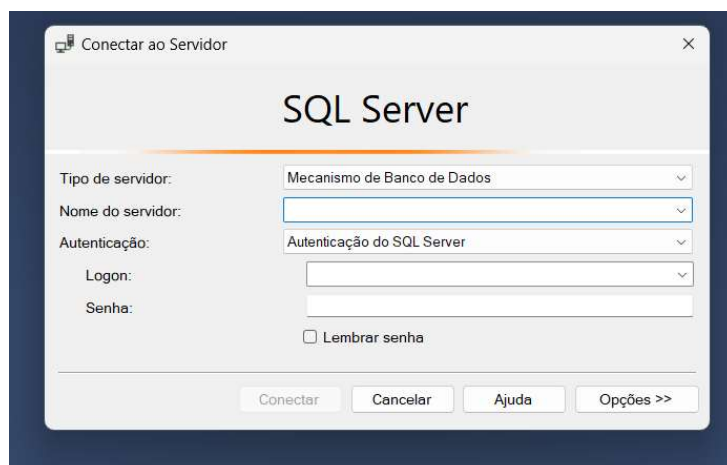 Conectar ao Servidor
SQL Server
Tipo de servidor: Mecanismo de Banco de Dados
Nome do servidor:
Autenticação: Autenticação do SQL Server
Logon:
Senha:
Lembrar senha
Conectar Cancelar Ajuda Opções >>